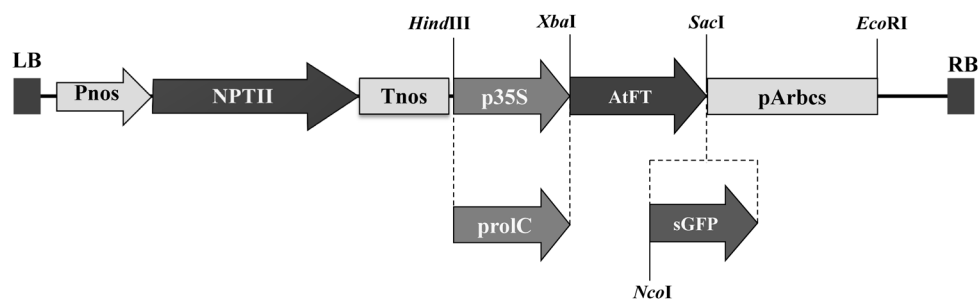 HindIII XbaI SacI EcoRI
LB Pnos NPTII Tnos p35S AtFT pArbcs RB
prolC sGFP
NcoI